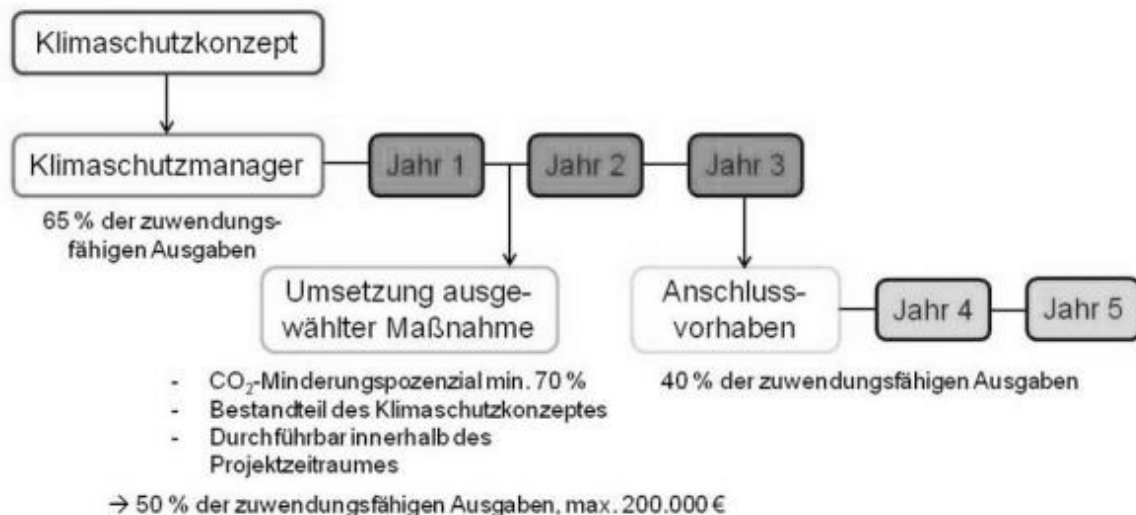 Klimaschutzkonzept
Klimaschutzmanager
Jahr 1
Jahr 2
Jahr 3
65 % der zuwendungs-
fähigen Ausgaben
Umsetzung ausge-
wählter Maßnahme
Anschluss-
vorhaben
Jahr 4
Jahr 5
- CO₂-Minderungspozenzial min. 70 %
- Bestandteil des Klimaschutzkonzeptes
- Durchführbar innerhalb des
Projektzeitraumes
40 % der zuwendungsfähigen Ausgaben
→ 50 % der zuwendungsfähigen Ausgaben, max. 200.000 €